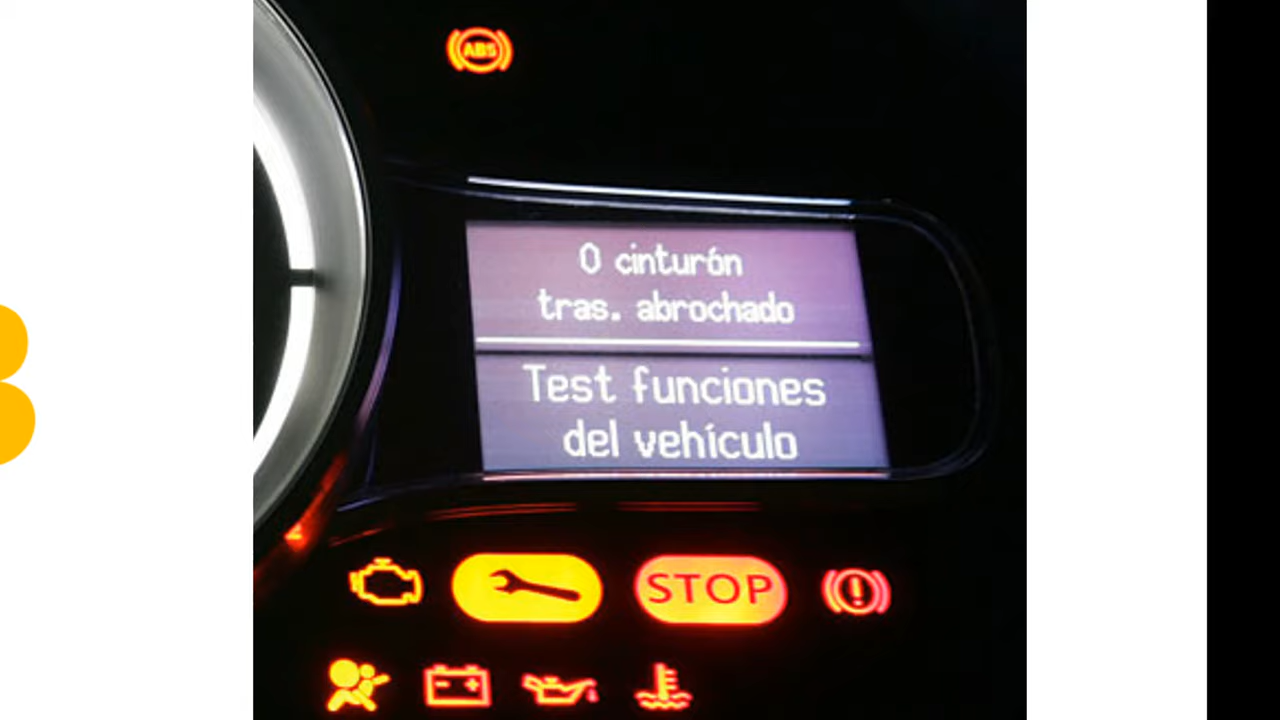 ABS
0 cinturón
tras. abrochado
Test funciones
del vehículo
STOP